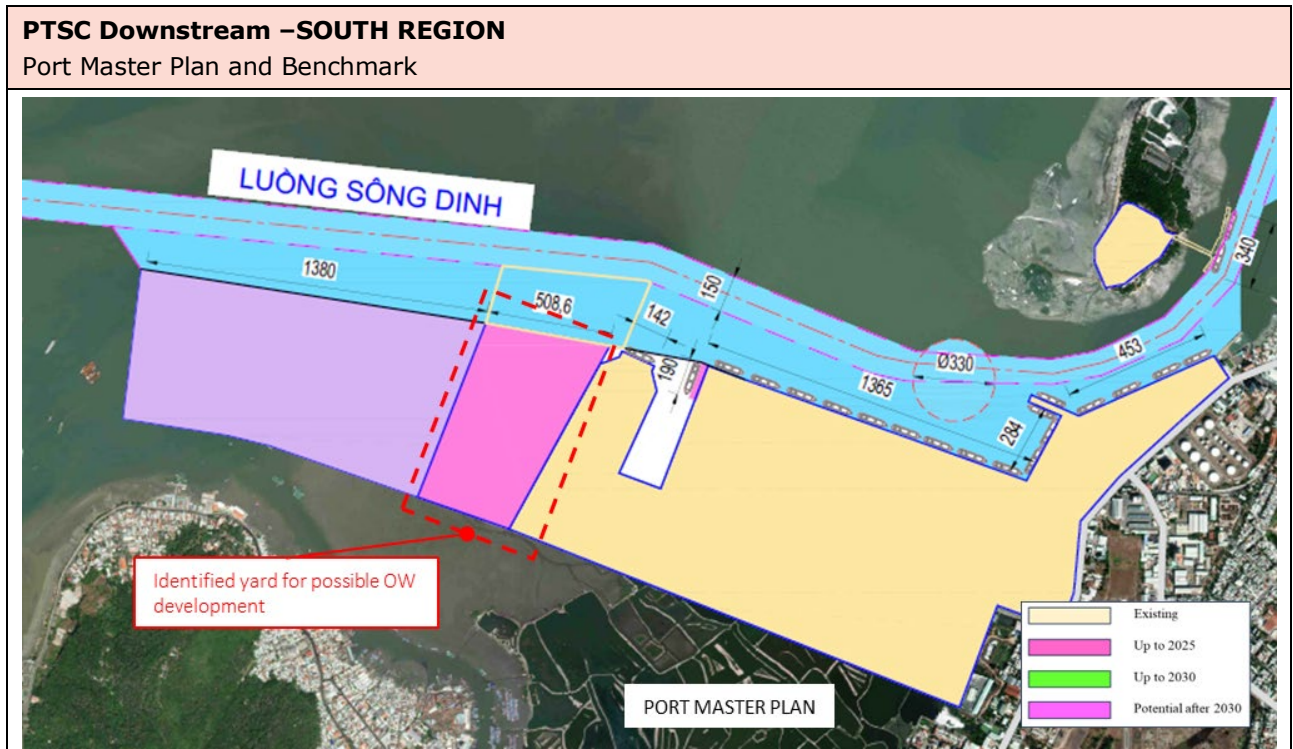 PTSC Downstream –SOUTH REGION
Port Master Plan and Benchmark
LUỒNG SÔNG DINH
1380
508,6
142
150
190
1365
Ø330
453
284
340
Identified yard for possible OW
development
PORT MASTER PLAN
Existing
Up to 2025
Up to 2030
Potential after 2030